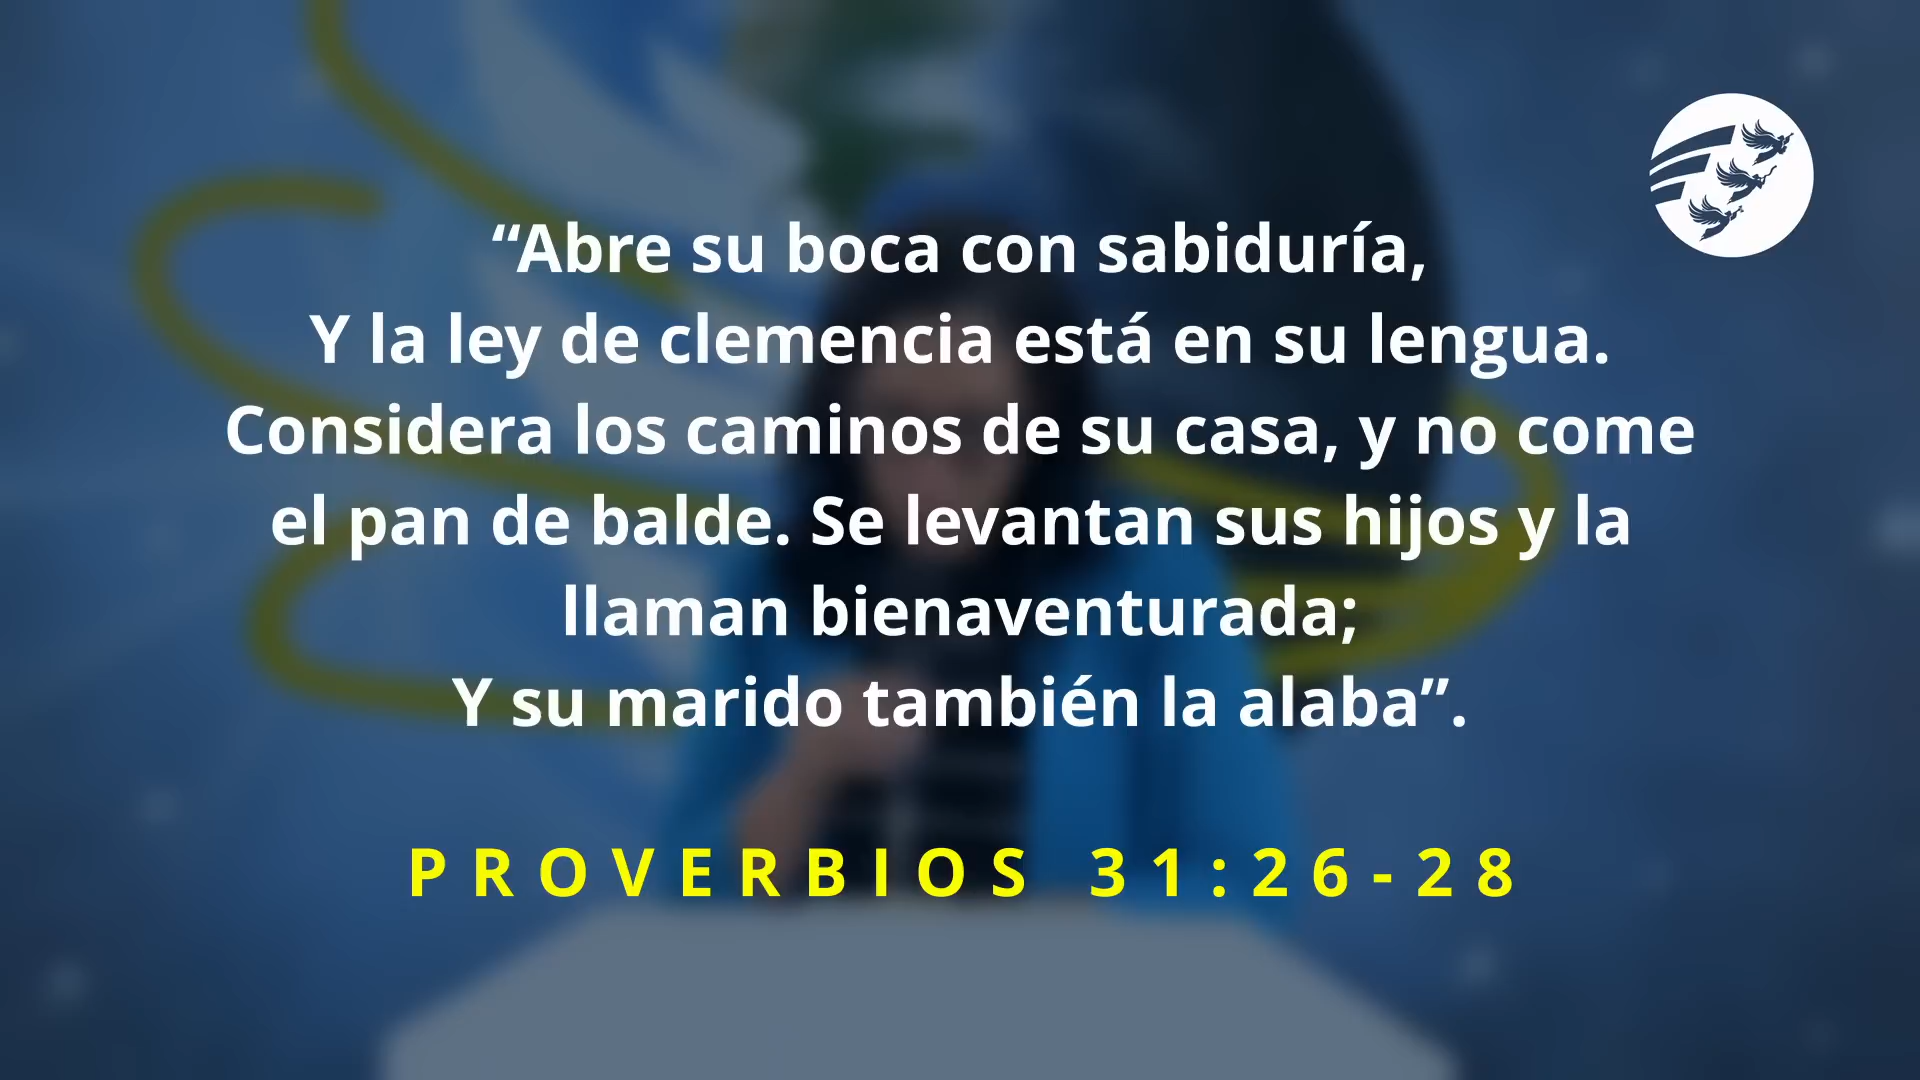 “Abre su boca con sabiduría,
Y la ley de clemencia está en su lengua.
Considera los caminos de su casa, y no come
el pan de balde. Se levantan sus hijos y la
llaman bienaventurada;
Y su marido también la alaba”.
PROVERBIOS 31:26-28